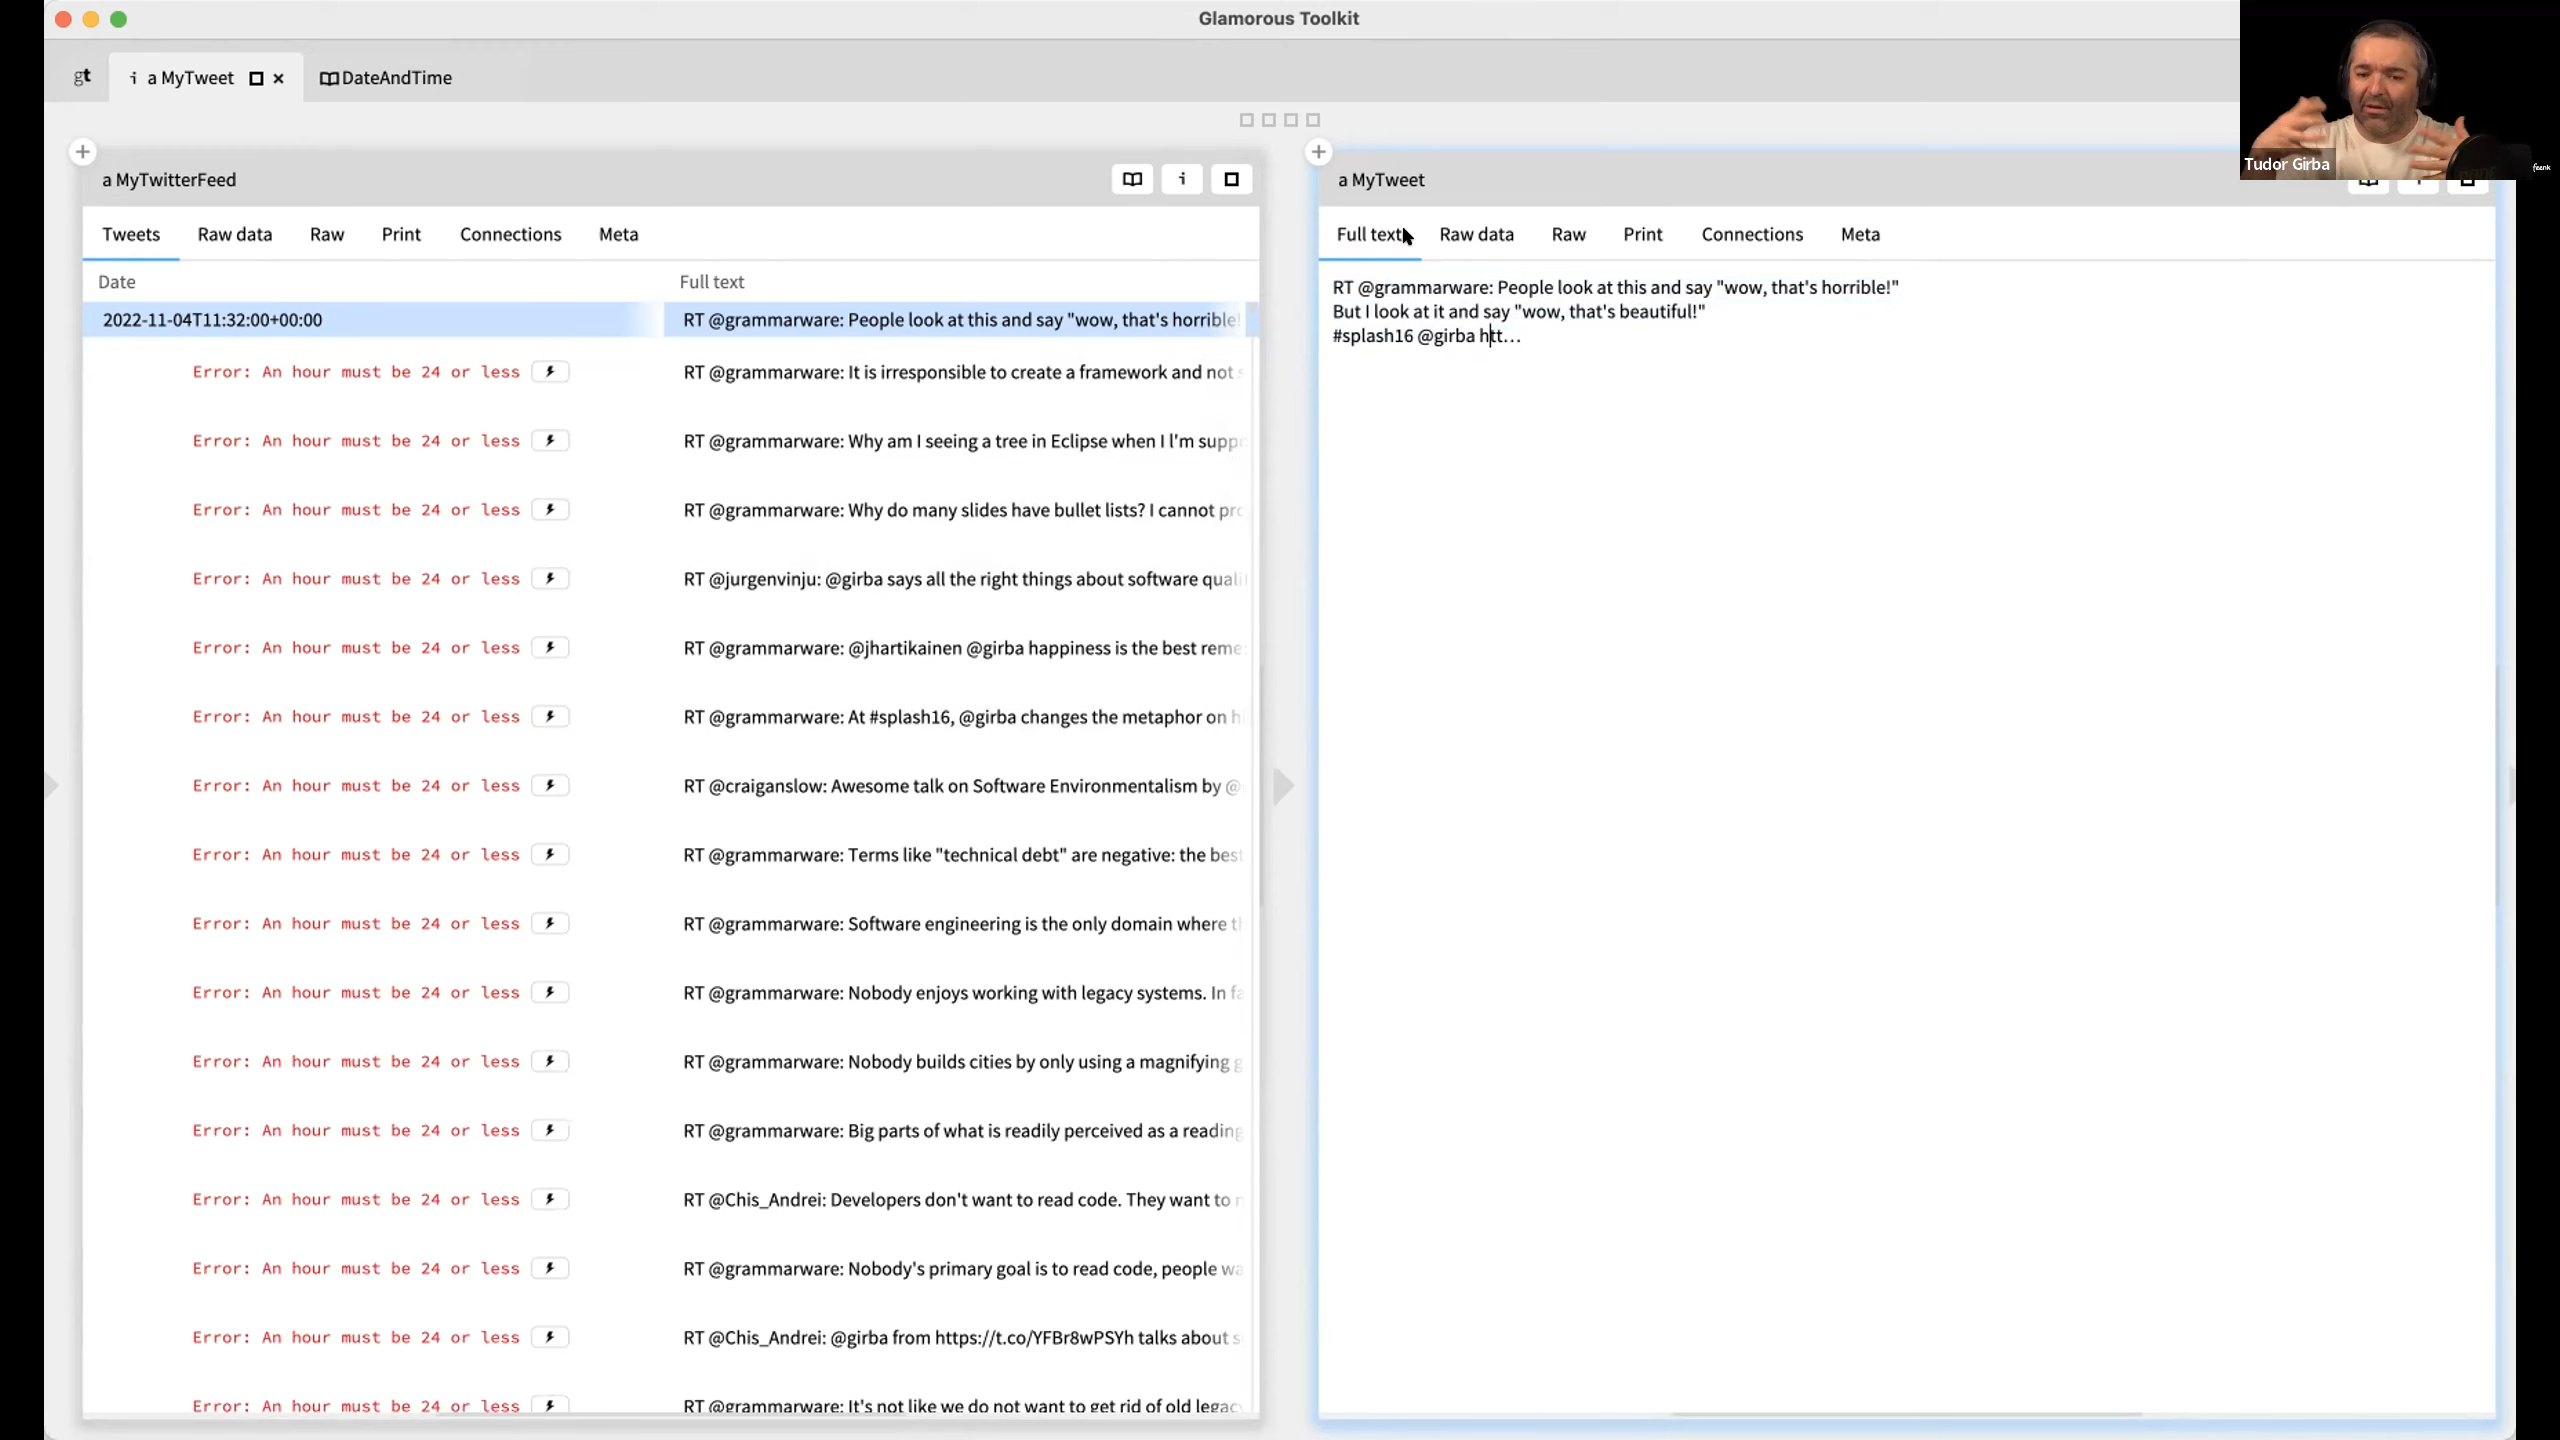 Glamorous Toolkit
gt
i a MyTweet
DateAndTime
a MyTwitterFeed
i
Tweets Raw data Raw Print Connections Meta
Date Full text
2022-11-04T11:32:00+00:00 RT @grammarware: People look at this and say "wow, that's horrible!
Error: An hour must be 24 or less RT @grammarware: It is irresponsible to create a framework and not
Error: An hour must be 24 or less RT @grammarware: Why am I seeing a tree in Eclipse when I I'm supp
Error: An hour must be 24 or less RT @grammarware: Why do many slides have bullet lists? I cannot pr
Error: An hour must be 24 or less RT @jurgenvinju: @girba says all the right things about software quali
Error: An hour must be 24 or less RT @grammarware: @jhartikainen @girba happiness is the best reme
Error: An hour must be 24 or less RT @grammarware: At #splash16, @girba changes the metaphor on h
Error: An hour must be 24 or less RT @craiganslow: Awesome talk on Software Environmentalism by @
Error: An hour must be 24 or less RT @grammarware: Terms like "technical debt" are negative: the best
Error: An hour must be 24 or less RT @grammarware: Software engineering is the only domain where t
Error: An hour must be 24 or less RT @grammarware: Nobody enjoys working with legacy systems. In fa
Error: An hour must be 24 or less RT @grammarware: Nobody builds cities by only using a magnifying g
Error: An hour must be 24 or less RT @grammarware: Big parts of what is readily perceived as a reading
Error: An hour must be 24 or less RT @Chis_Andrei: Developers don't want to read code. They want to
Error: An hour must be 24 or less RT @grammarware: Nobody's primary goal is to read code, people wa
Error: An hour must be 24 or less RT @Chis_Andrei: @girba from https://t.co/YFBr8wPSYh talks about s
Error: An hour must be 24 or less RT @grammarware: It's not like we do not want to get rid of old legac
a MyTweet
Full text Raw data Raw Print Connections Meta
RT @grammarware: People look at this and say "wow, that's horrible!"
But I look at it and say "wow, that's beautiful!"
#splash16 @girba htt…
Tudor Girba
feenk